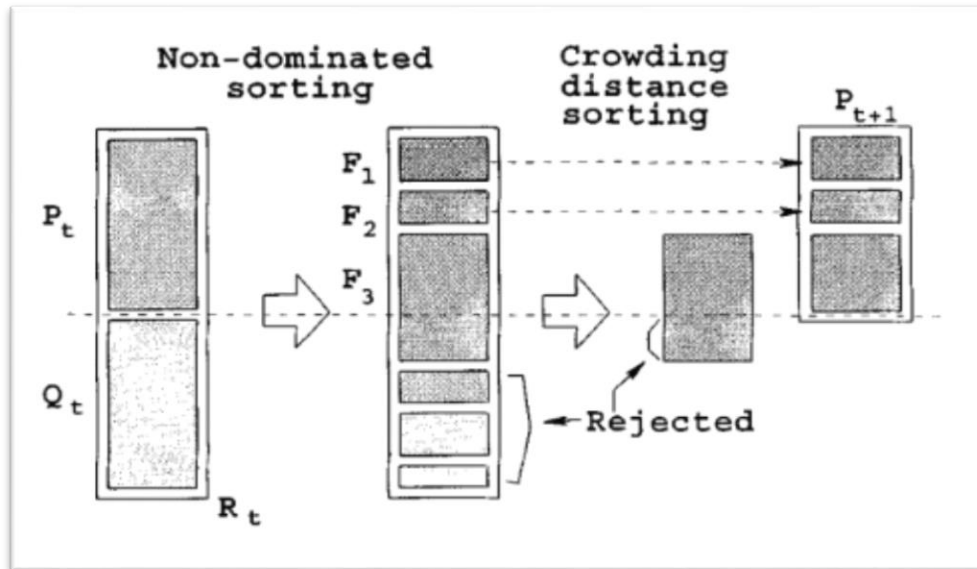 Non-dominated
sorting
Crowding
distance
sorting
P t+1
F 1
P t
F 2
F 3
Q t
Rejected
R t